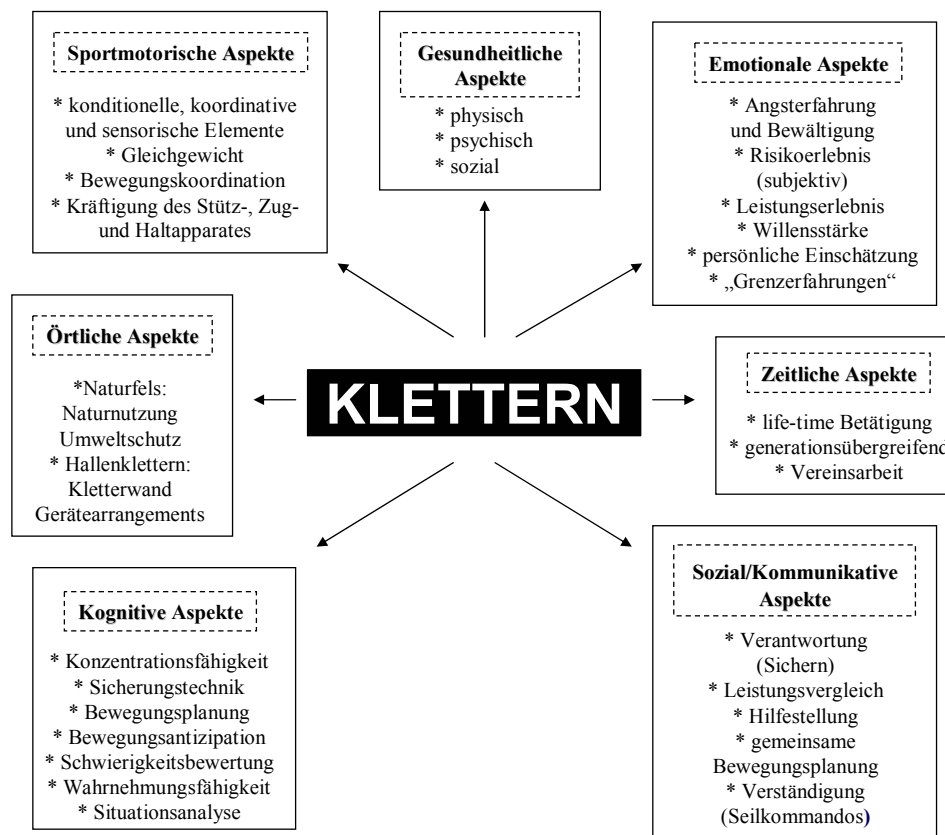 Sportmotorische Aspekte
* konditionelle, koordinative
und sensorische Elemente
* Gleichgewicht
* Bewegungskoordination
* Kräftigung des Stütz-, Zug-
und Haltapparates
Gesundheitliche
Aspekte
* physisch
* psychisch
* sozial
Emotionale Aspekte
* Angsterfahrung
und Bewältigung
* Risikoerlebnis
(subjektiv)
* Leistungserlebnis
* Willensstärke
* persönliche Einschätzung
* „Grenzerfahrungen“
Örtliche Aspekte
*Naturfels:
Naturnutzung
Umweltschutz
* Hallenklettern:
Kletterwand
Gerätearrangements
KLETTERN
Zeitliche Aspekte
* life-time Betätigung
* generationsübergreifend
* Vereinsarbeit
Kognitive Aspekte
* Konzentrationsfähigkeit
* Sicherungstechnik
* Bewegungsplanung
* Bewegungsantizipation
* Schwierigkeitsbewertung
* Wahrnehmungsfähigkeit
* Situationsanalyse
Sozial/Kommunikative
Aspekte
* Verantwortung
(Sichern)
* Leistungsvergleich
* Hilfestellung
* gemeinsame
Bewegungsplanung
* Verständigung
(Seilkommandos)